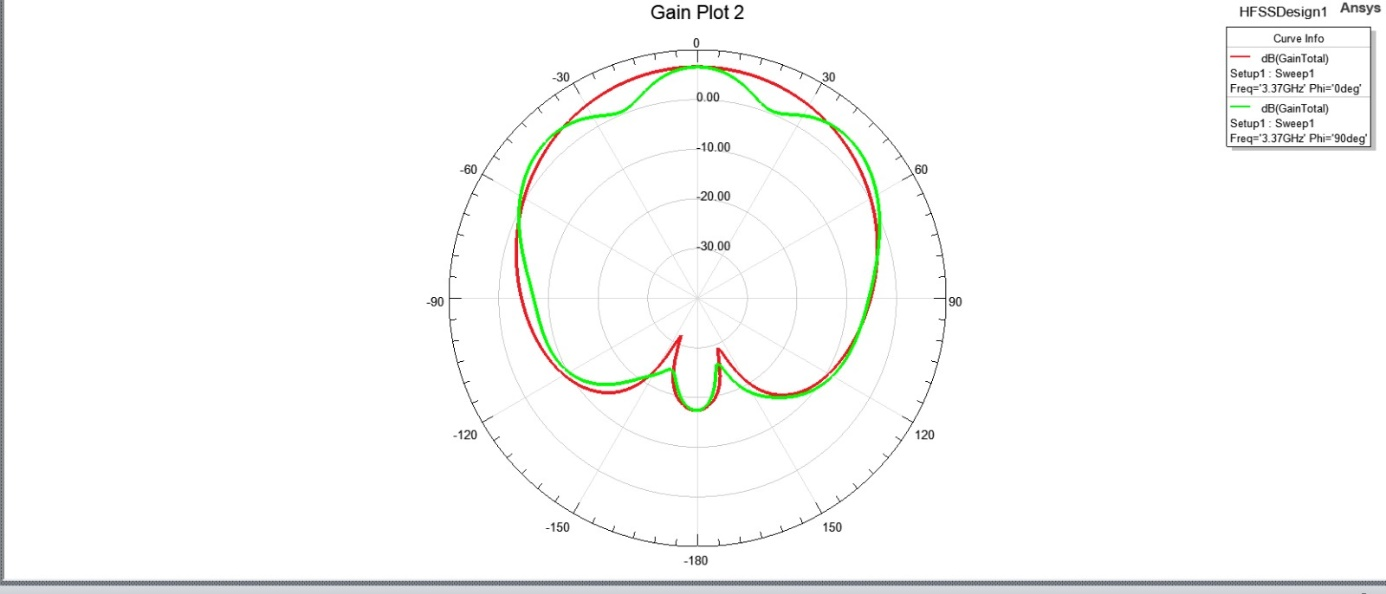 Gain Plot 2
HFSSDesign1
Ansys
Curve Info
dB(GainTotal)
Setup1 : Sweep1
Freq='3.37GHz' Phi='0deg'
dB(GainTotal)
Setup1 : Sweep1
Freq='3.37GHz' Phi='90deg'
0
-30
30
0.00
-10.00
-60
60
-20.00
-30.00
-90
90
-120
120
-150
150
-180